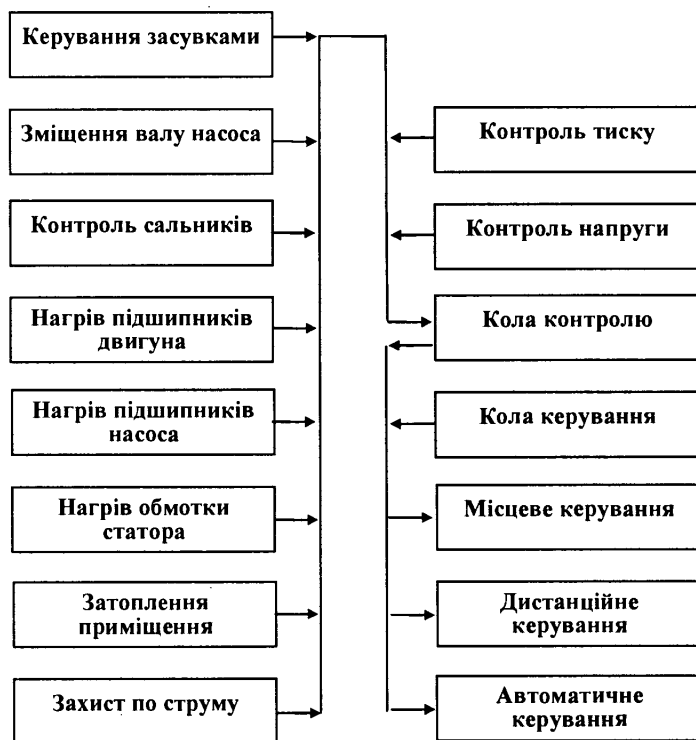 Керування засувками
Зміщення валу насоса
Контроль сальників
Нагрів підшипників
двигуна
Нагрів підшипників
насоса
Нагрів обмотки
статора
Затоплення
приміщення
Захист по струму
Контроль тиску
Контроль напруги
Кола контролю
Кола керування
Місцеве керування
Дистанційне
керування
Автоматичне
керування